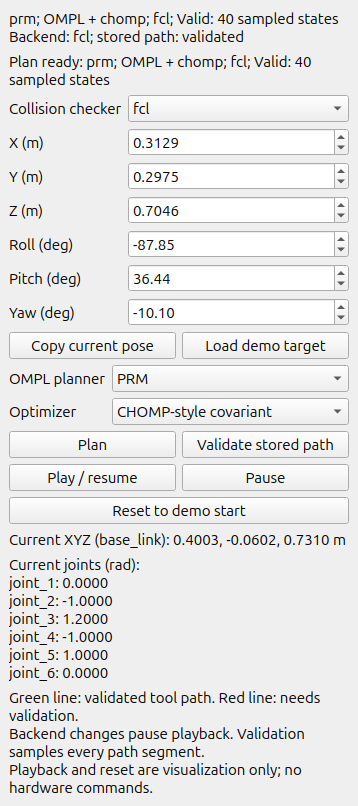 prm; OMPL + chomp; fcl; Valid: 40 sampled states
Backend: fcl; stored path: validated
Plan ready: prm; OMPL + chomp; fcl; Valid: 40
sampled states
Collision checker fcl
X (m) 0.3129
Y (m) 0.2975
Z (m) 0.7046
Roll (deg) -87.85
Pitch (deg) 36.44
Yaw (deg) -10.10
Copy current pose Load demo target
OMPL planner PRM
Optimizer CHOMP-style covariant
Plan Validate stored path
Play / resume Pause
Reset to demo start
Current XYZ (base_link): 0.4003, -0.0602, 0.7310 m
Current joints (rad):
joint_1: 0.0000
joint_2: -1.0000
joint_3: 1.2000
joint_4: -1.0000
joint_5: 1.0000
joint_6: 0.0000
Green line: validated tool path. Red line: needs
validation.
Backend changes pause playback. Validation
samples every path segment.
Playback and reset are visualization only; no
hardware commands.